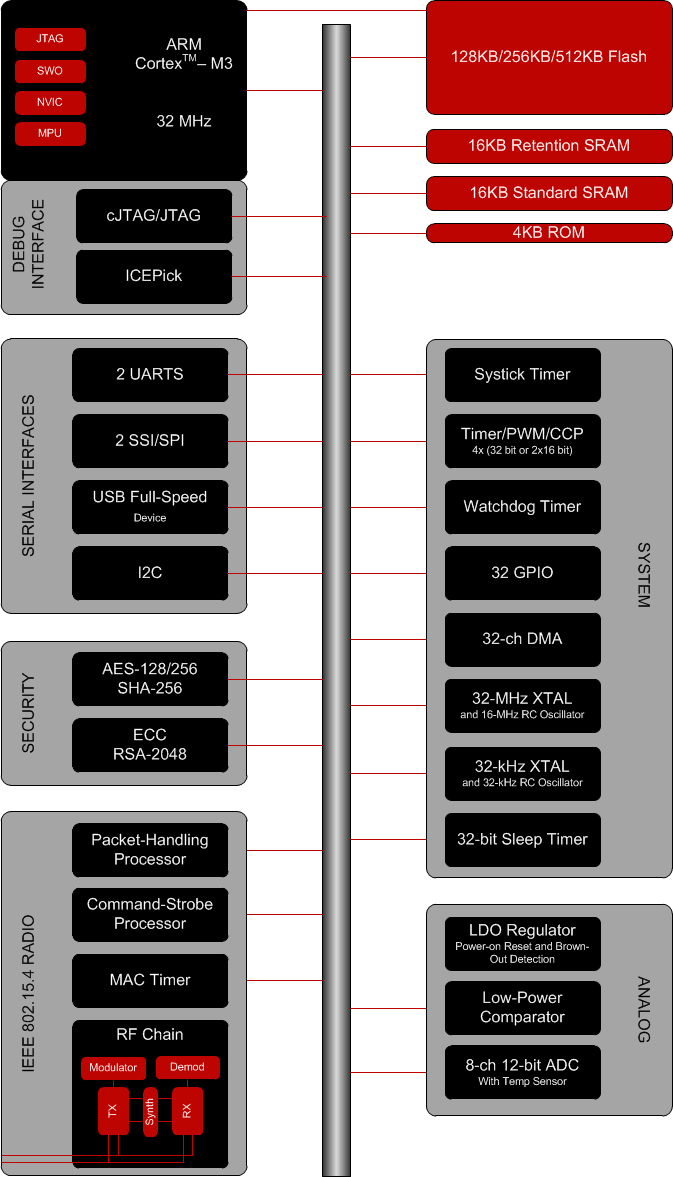 JTAG
SWO
NVIC
MPU
ARM
Cortex™– M3
32 MHz
128KB/256KB/512KB Flash
16KB Retention SRAM
16KB Standard SRAM
4KB ROM
DEBUG
INTERFACE
cJTAG/JTAG
ICEPick
SERIAL INTERFACES
2 UARTS
2 SSI/SPI
USB Full-Speed
Device
I2C
SECURITY
AES-128/256
SHA-256
ECC
RSA-2048
IEEE 802.15.4 RADIO
Packet-Handling
Processor
Command-Strobe
Processor
MAC Timer
RF Chain
Modulator
Demod
TX
Synth
RX
SYSTEM
Systick Timer
Timer/PWM/CCP
4x (32 bit or 2x16 bit)
Watchdog Timer
32 GPIO
32-ch DMA
32-MHz XTAL
and 16-MHz RC Oscillator
32-kHz XTAL
and 32-kHz RC Oscillator
32-bit Sleep Timer
ANALOG
LDO Regulator
Power-on Reset and Brown-
Out Detection
Low-Power
Comparator
8-ch 12-bit ADC
With Temp Sensor